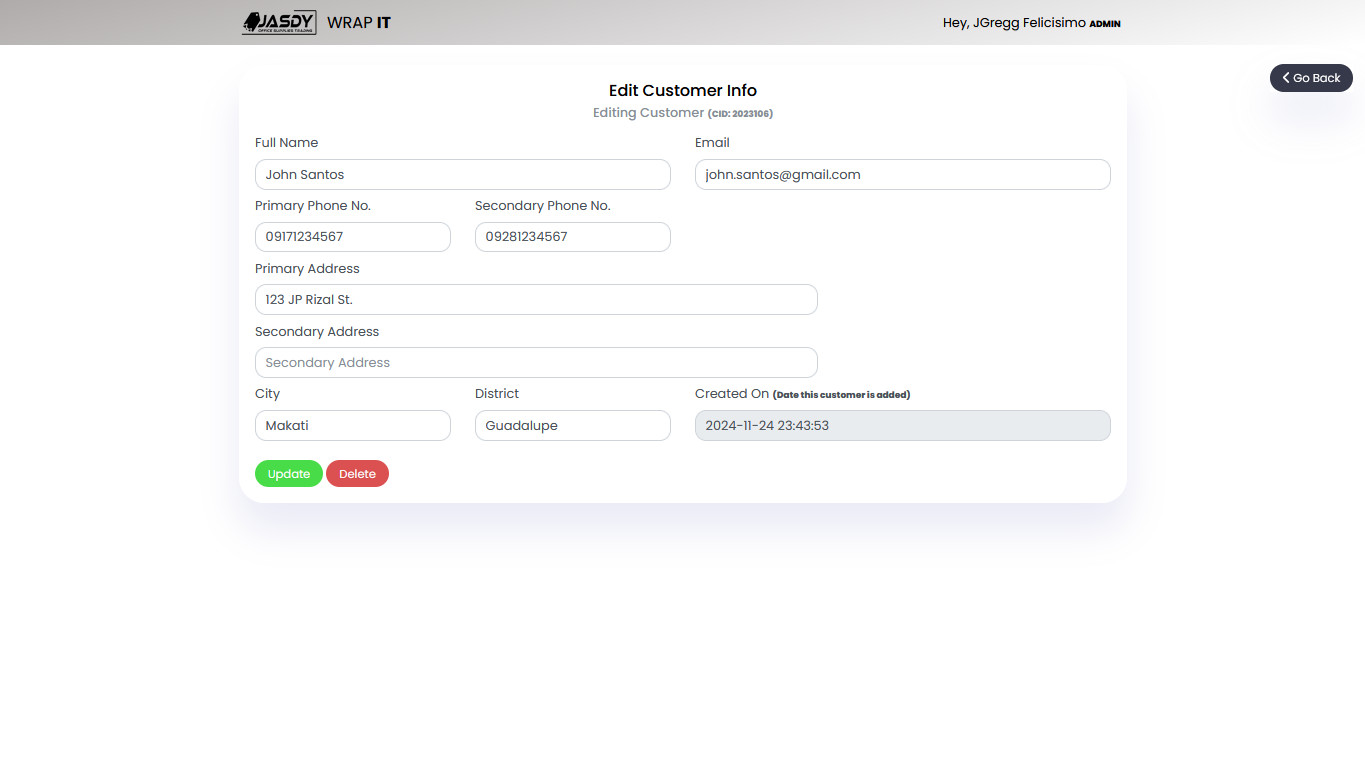 JASDY
OFFICE SUPPLIES TRADING
WRAP IT
Hey, JGregg Felicisimo ADMIN
Go Back
Edit Customer Info
Editing Customer (CID: 2023106)
Full Name
Email
John Santos
john.santos@gmail.com
Primary Phone No.
Secondary Phone No.
09171234567
09281234567
Primary Address
123 JP Rizal St.
Secondary Address
Secondary Address
City
District
Created On (Date this customer is added)
Makati
Guadalupe
2024-11-24 23:43:53
Update
Delete